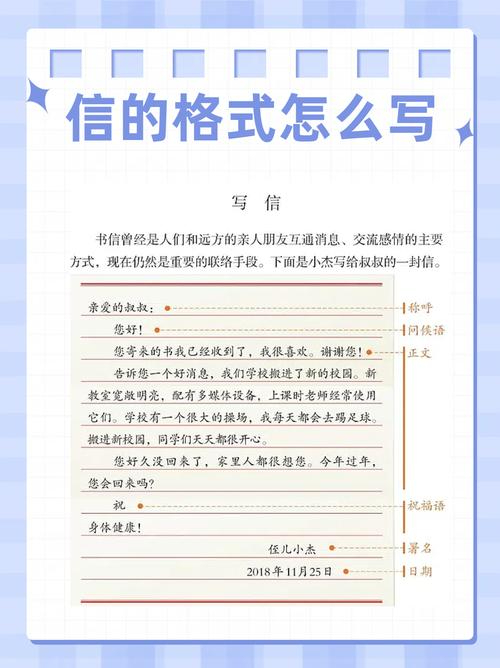 信的格式怎么写
写 信
书信曾经是人们和远方的亲人朋友互通消息、交流感情的主要
方式，现在仍然是重要的联络手段。下面是小杰写给叔叔的一封信。
亲爱的叔叔： 称呼
您好！ 问候语
您寄来的书我已经收到了，我很喜欢。谢谢您！ 正文
告诉您一个好消息，我们学校搬进了新的校园。新
教室宽敞明亮，配有多媒体设备，上课时老师经常使用
它们。学校有一个很大的操场，我每天都会去踢足球。
搬进新校园，同学们天天都很开心。
您好久没回来了，家里人都很想您。今年过年，
您会回来吗？
祝 祝福语
身体健康！
侄儿小杰 署名
2018年11月25日 日期